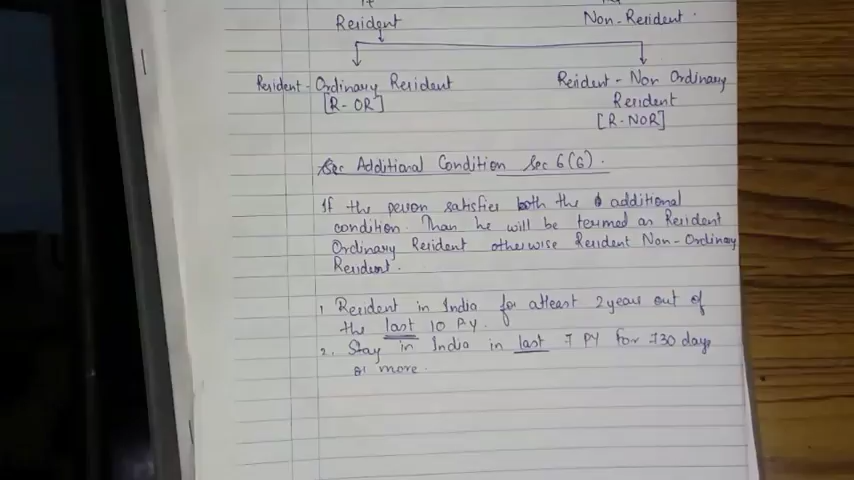 Resident
Non-Resident.
Resident-Ordinary Resident
[R-OR]
Reident-Non Ordinary
Resident
[R-NOR]
Additional Condition Sec 6(6).
If the person satisfies both the additional
condition. Than he will be termed as Resident
Ordinary Resident otherwise Resident Non-Ordinary
Resident.
1. Resident in India for atleast 2 years out of
the last 10 PY.
2. Stay in India in last 7 PY for 730 days
or more.